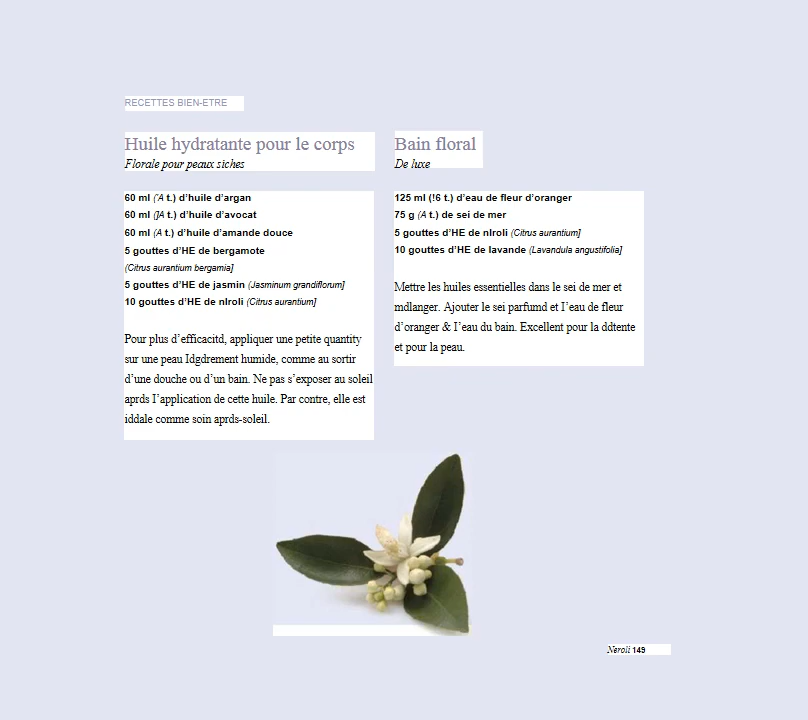 RECETTES BIEN-ETRE
Huile hydratante pour le corps
Florale pour peaux siches
60 ml (‘A t.) d’huile d’argan
60 ml (]A t.) d’huile d’avocat
60 ml (A t.) d’huile d’amande douce
5 gouttes d’HE de bergamote
(Citrus aurantium bergamia]
5 gouttes d’HE de jasmin (Jasminum grandiflorum]
10 gouttes d’HE de nlroli (Citrus aurantium]
Pour plus d’efficacitd, appliquer une petite quantity
sur une peau Idgdrement humide, comme au sortir
d’une douche ou d’un bain. Ne pas s’exposer au soleil
aprds I’application de cette huile. Par contre, elle est
iddale comme soin aprds-soleil.
Bain floral
De luxe
125 ml (!6 t.) d’eau de fleur d’oranger
75 g (A t.) de sei de mer
5 gouttes d’HE de nlroli (Citrus aurantium]
10 gouttes d’HE de lavande (Lavandula angustifolia]
Mettre les huiles essentielles dans le sei de mer et
mdlanger. Ajouter le sei parfumd et I’eau de fleur
d’oranger & I’eau du bain. Excellent pour la ddtente
et pour la peau.
Neroli 149